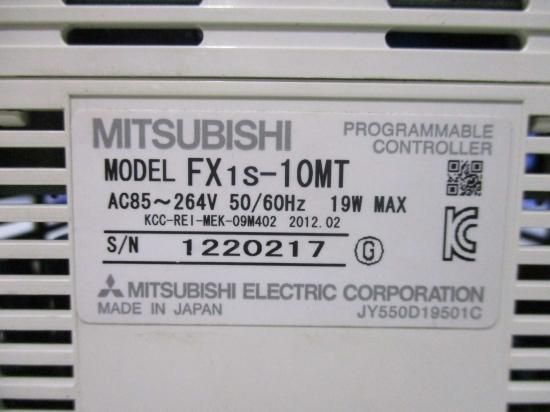 MITSUBISHI
PROGRAMMABLE
CONTROLLER
MODEL FX1S-10MT
AC85～264V 50/60Hz 19W MAX
KCC-REI-MEK-09M402 2012.02
S/N 1220217 G
MITSUBISHI ELECTRIC CORPORATION
MADE IN JAPAN JY550D19501C